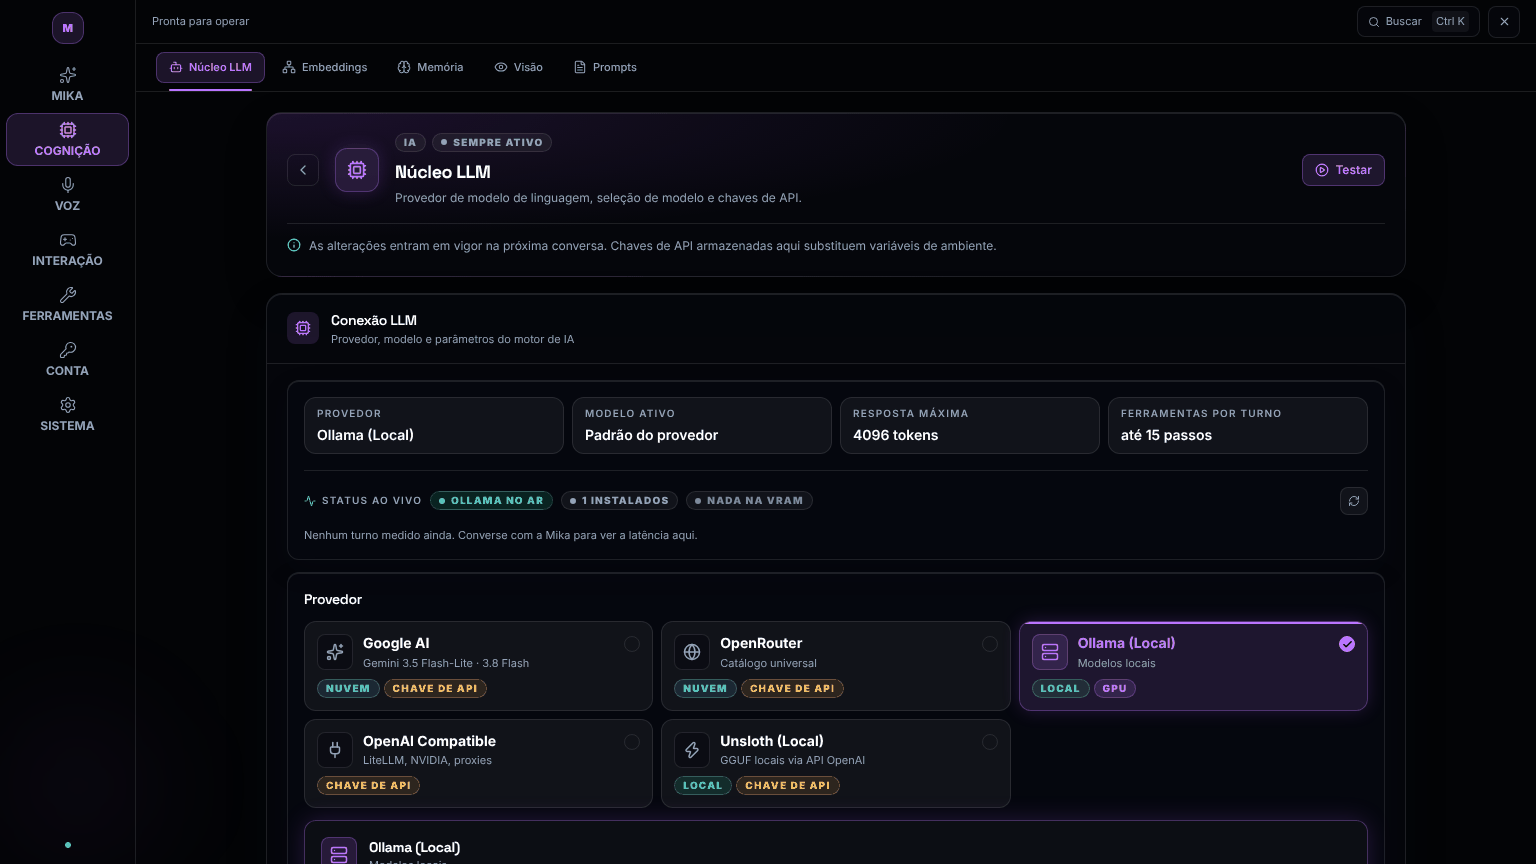 M
Pronta para operar
Buscar
Ctrl K
MIKA
COGNIÇÃO
VOZ
INTERAÇÃO
FERRAMENTAS
CONTA
SISTEMA
Núcleo LLM
Embeddings
Memória
Visão
Prompts
IA
SEMPRE ATIVO
Núcleo LLM
Provedor de modelo de linguagem, seleção de modelo e chaves de API.
Testar
As alterações entram em vigor na próxima conversa. Chaves de API armazenadas aqui substituem variáveis de ambiente.
Conexão LLM
Provedor, modelo e parâmetros do motor de IA
PROVEDOR
Ollama (Local)
MODELO ATIVO
Padrão do provedor
RESPOSTA MÁXIMA
4096 tokens
FERRAMENTAS POR TURNO
até 15 passos
STATUS AO VIVO
OLLAMA NO AR
1 INSTALADOS
NADA NA VRAM
Nenhum turno medido ainda. Converse com a Mika para ver a latência aqui.
Provedor
Google AI
Gemini 3.5 Flash-Lite · 3.8 Flash
NUVEM
CHAVE DE API
OpenRouter
Catálogo universal
NUVEM
CHAVE DE API
Ollama (Local)
Modelos locais
LOCAL
GPU
OpenAI Compatible
LiteLLM, NVIDIA, proxies
CHAVE DE API
Unsloth (Local)
GGUF locais via API OpenAI
LOCAL
CHAVE DE API
Ollama (Local)